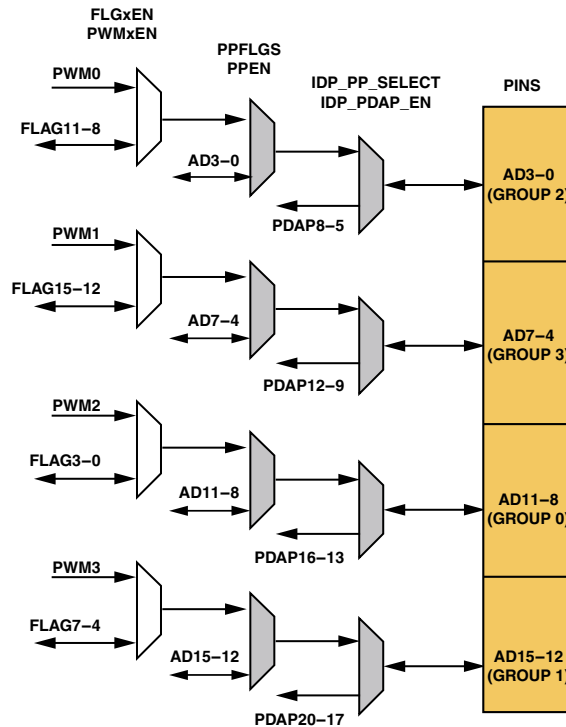 FLGxEN
PWMxEN
PPFLGS
PPEN
IDP_PP_SELECT
IDP_PDAP_EN
PINS
PWM0
FLAG11–8
AD3–0
PDAP8–5
AD3–0
(GROUP 2)
PWM1
FLAG15–12
AD7–4
PDAP12–9
AD7–4
(GROUP 3)
PWM2
FLAG3–0
AD11–8
PDAP16–13
AD11–8
(GROUP 0)
PWM3
FLAG7–4
AD15–12
PDAP20–17
AD15–12
(GROUP 1)